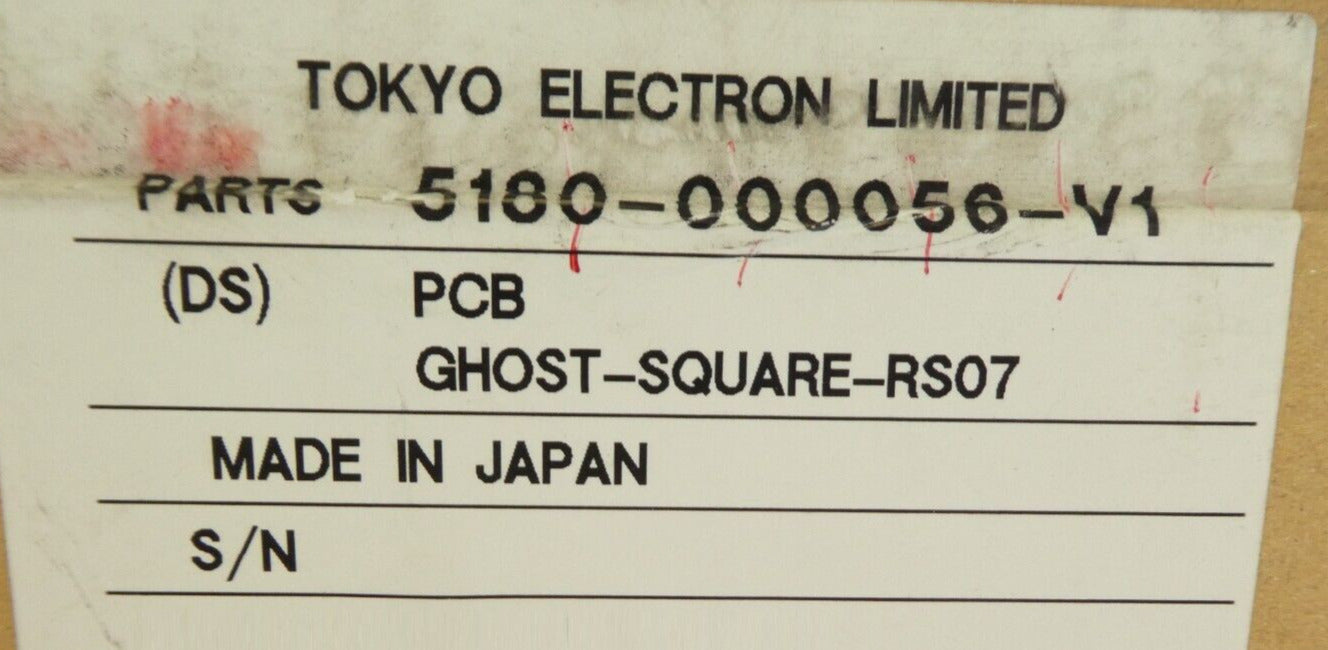 TOKYO ELECTRON LIMITED
PARTS 5180-000056-V1
(DS) PCB
GHOST-SQUARE-RS07
MADE IN JAPAN
S/N